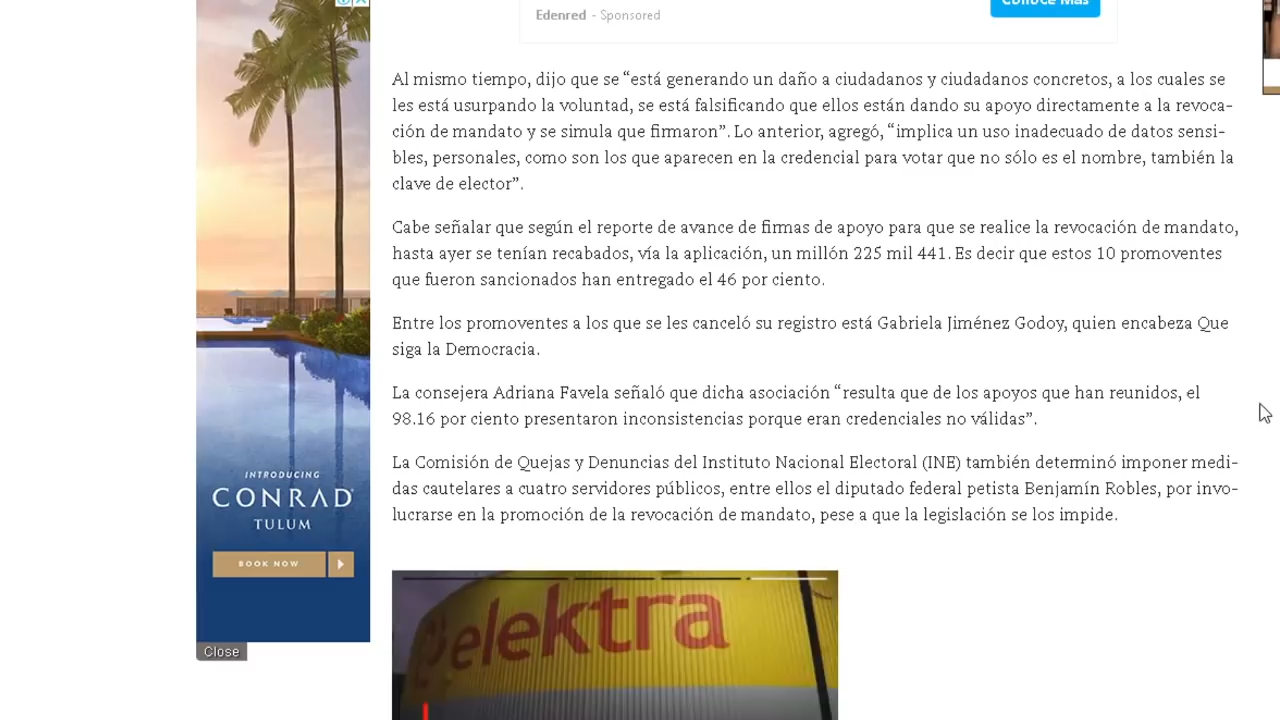 Edenred - Sponsored
Conoce Más
Al mismo tiempo, dijo que se “está generando un daño a ciudadanos y ciudadanos concretos, a los cuales se
les está usurpando la voluntad, se está falsificando que ellos están dando su apoyo directamente a la revoca-
ción de mandato y se simula que firmaron”. Lo anterior, agregó, “implica un uso inadecuado de datos sensi-
bles, personales, como son los que aparecen en la credencial para votar que no sólo es el nombre, también la
clave de elector”.
Cabe señalar que según el reporte de avance de firmas de apoyo para que se realice la revocación de mandato,
hasta ayer se tenían recabados, vía la aplicación, un millón 225 mil 441. Es decir que estos 10 promoventes
que fueron sancionados han entregado el 46 por ciento.
Entre los promoventes a los que se les canceló su registro está Gabriela Jiménez Godoy, quien encabeza Que
siga la Democracia.
La consejera Adriana Favela señaló que dicha asociación “resulta que de los apoyos que han reunidos, el
98.16 por ciento presentaron inconsistencias porque eran credenciales no válidas”.
La Comisión de Quejas y Denuncias del Instituto Nacional Electoral (INE) también determinó imponer medi-
das cautelares a cuatro servidores públicos, entre ellos el diputado federal petista Benjamín Robles, por invo-
lucrarse en la promoción de la revocación de mandato, pese a que la legislación se los impide.
INTRODUCING
CONRAD
TULUM
BOOK NOW
Close
elektra